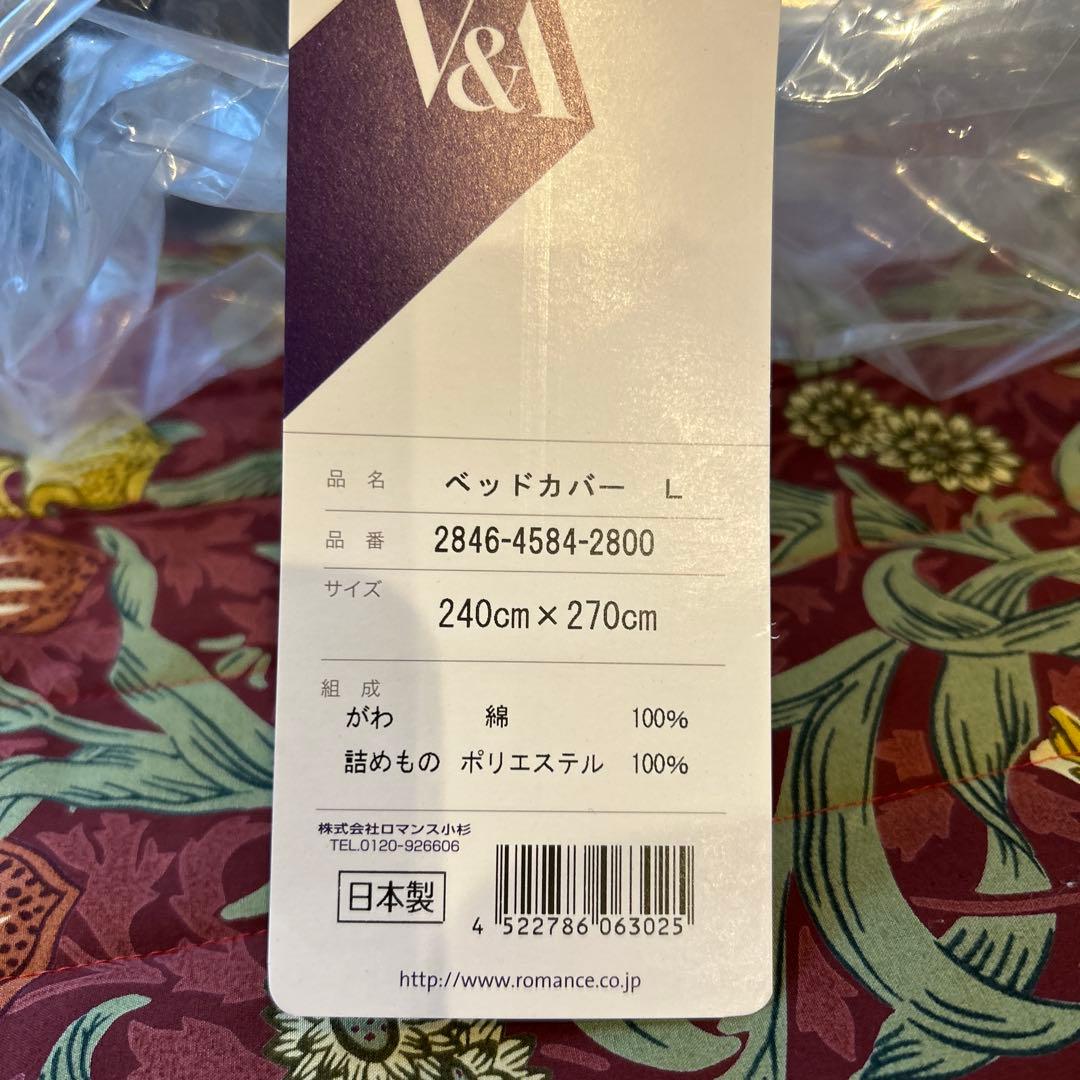 V&A
品名 ベッドカバー L
品番 2846-4584-2800
サイズ
240cm×270cm
組成
がわ 綿 100%
詰めもの ポリエステル 100%
株式会社ロマンス小杉
TEL.0120-926606
日本製
4 522786 063025
http://www.romance.co.jp